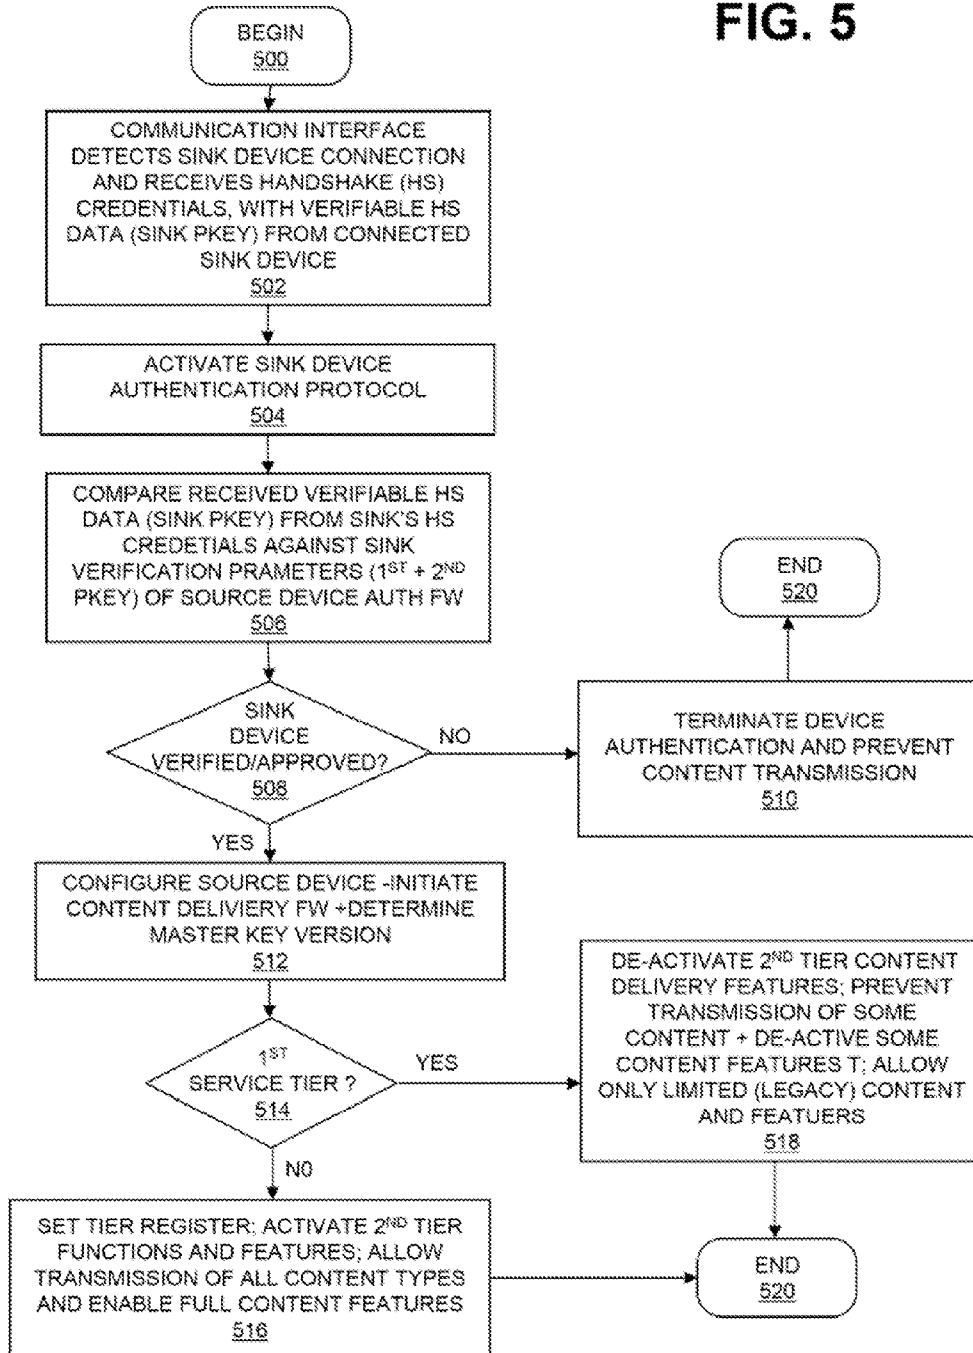 FIG. 5
BEGIN
500
COMMUNICATION INTERFACE
DETECTS SINK DEVICE CONNECTION
AND RECEIVES HANDSHAKE (HS)
CREDENTIALS, WITH VERIFIABLE HS
DATA (SINK PKEY) FROM CONNECTED
SINK DEVICE
502
ACTIVATE SINK DEVICE
AUTHENTICATION PROTOCOL
504
COMPARE RECEIVED VERIFIABLE HS
DATA (SINK PKEY) FROM SINK'S HS
CREDETIALS AGAINST SINK
VERIFICATION PRAMETERS (1ST + 2ND
PKEY) OF SOURCE DEVICE AUTH FW
506
SINK
DEVICE
VERIFIED/APPROVED?
508
NO
TERMINATE DEVICE
AUTHENTICATION AND PREVENT
CONTENT TRANSMISSION
510
END
520
YES
CONFIGURE SOURCE DEVICE -INITIATE
CONTENT DELIVIERY FW +DETERMINE
MASTER KEY VERSION
512
1ST
SERVICE TIER ?
514
YES
DE-ACTIVATE 2ND TIER CONTENT
DELIVERY FEATURES; PREVENT
TRANSMISSION OF SOME
CONTENT + DE-ACTIVE SOME
CONTENT FEATURES T; ALLOW
ONLY LIMITED (LEGACY) CONTENT
AND FEATUERS
518
N0
SET TIER REGISTER; ACTIVATE 2ND TIER
FUNCTIONS AND FEATURES; ALLOW
TRANSMISSION OF ALL CONTENT TYPES
AND ENABLE FULL CONTENT FEATURES
516
END
520